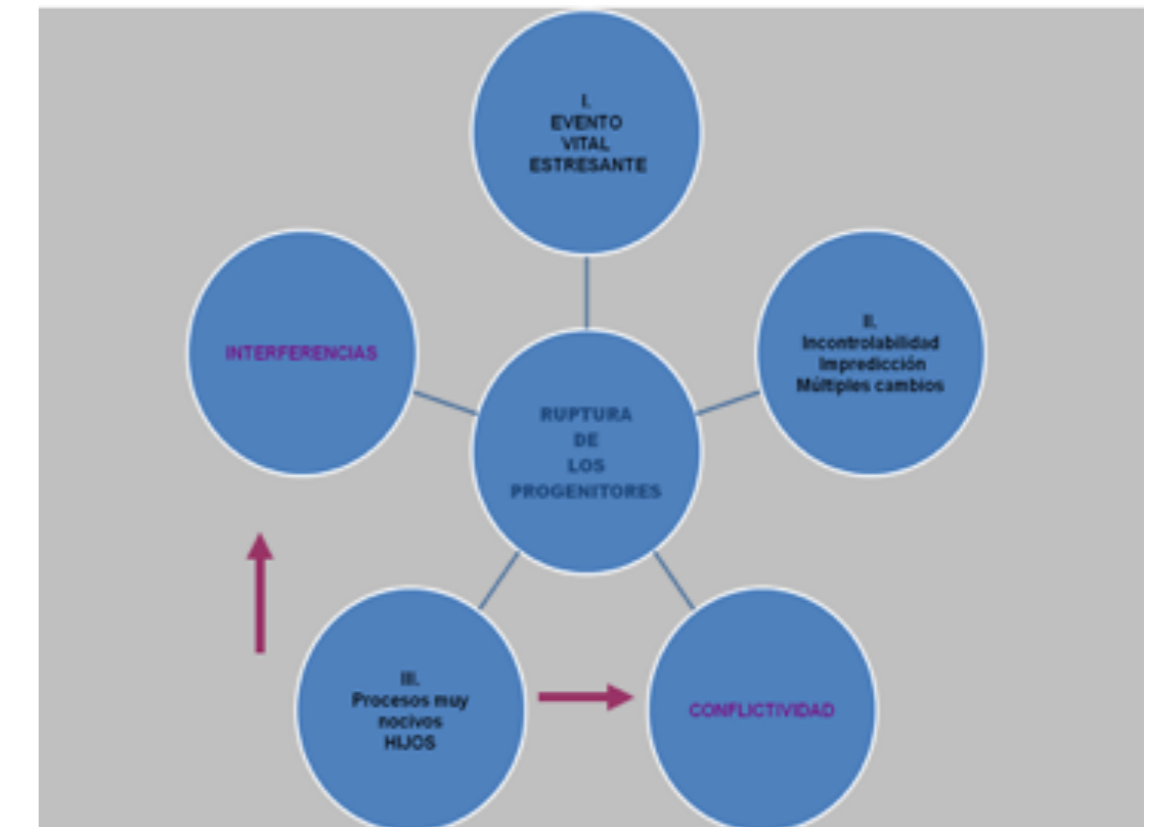 I.
EVENTO
VITAL
ESTRESANTE
INTERFERENCIAS
II.
Incontrolabilidad
Impredicción
Múltiples cambios
RUPTURA
DE
LOS
PROGENITORES
III.
Procesos muy
nocivos
HIJOS
CONFLICTIVIDAD